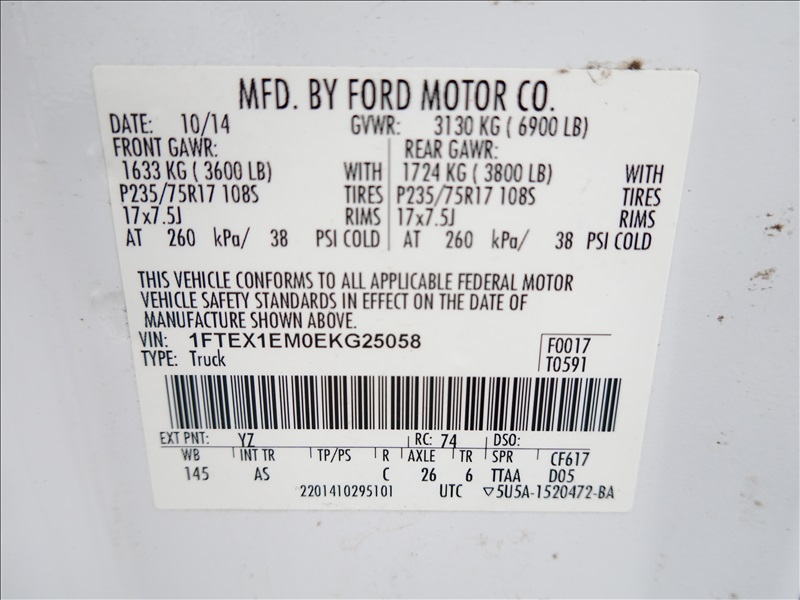 MFD. BY FORD MOTOR CO.
DATE: 10/14 GVWR: 3130 KG ( 6900 LB)
FRONT GAWR: REAR GAWR:
1633 KG ( 3600 LB) WITH 1724 KG ( 3800 LB) WITH
P235/75R17 108S TIRES P235/75R17 108S TIRES
17x7.5J RIMS 17x7.5J RIMS
AT 260 kPa/ 38 PSI COLD AT 260 kPa/ 38 PSI COLD
THIS VEHICLE CONFORMS TO ALL APPLICABLE FEDERAL MOTOR
VEHICLE SAFETY STANDARDS IN EFFECT ON THE DATE OF
MANUFACTURE SHOWN ABOVE.
VIN: 1FTEX1EM0EKG25058 F0017
TYPE: Truck T0591
EXT PNT: YZ RC: 74 DSO:
WB INT TR TP/PS R AXLE TR SPR CF617
145 AS C 26 6 TTAA D05
2201410295101 UTC ▽5U5A-1520472-BA